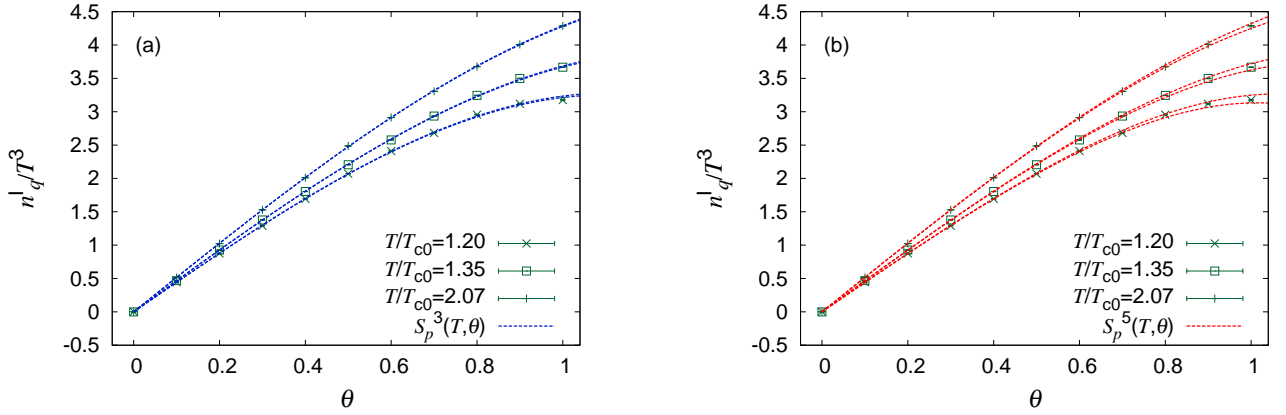 (a)
4.5
4
3.5
3
2.5
2
1.5
1
0.5
0
-0.5
n^I_q/T^3
T/T_c0=1.20
T/T_c0=1.35
T/T_c0=2.07
S_p^3(T,θ)
0 0.2 0.4 0.6 0.8 1
θ
(b)
4.5
4
3.5
3
2.5
2
1.5
1
0.5
0
-0.5
n^I_q/T^3
T/T_c0=1.20
T/T_c0=1.35
T/T_c0=2.07
S_p^5(T,θ)
0 0.2 0.4 0.6 0.8 1
θ